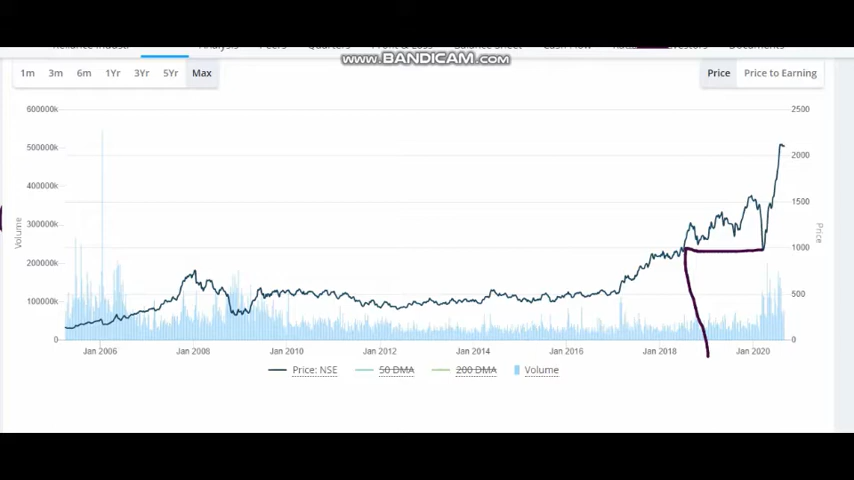 www.BANDICAM.com
1m 3m 6m 1Yr 3Yr 5Yr Max Price Price to Earning
600000k 2500
500000k 2000
400000k 1500
300000k 1000
200000k 500
100000k 0
0
Volume
Price
Jan 2006 Jan 2008 Jan 2010 Jan 2012 Jan 2014 Jan 2016 Jan 2018 Jan 2020
Price: NSE 50 DMA 200 DMA Volume